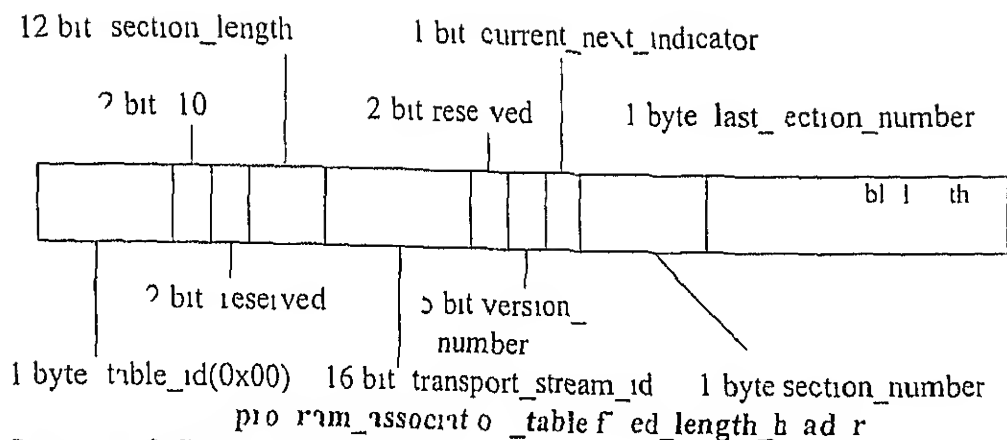 12 bit section_length
1 bit current_next_indicator
2 bit 10
2 bit reserved
1 byte last_ection_number
2 bit reserved
5 bit version_
number
1 byte table_id(0x00)
16 bit transport_stream_id
1 byte section_number